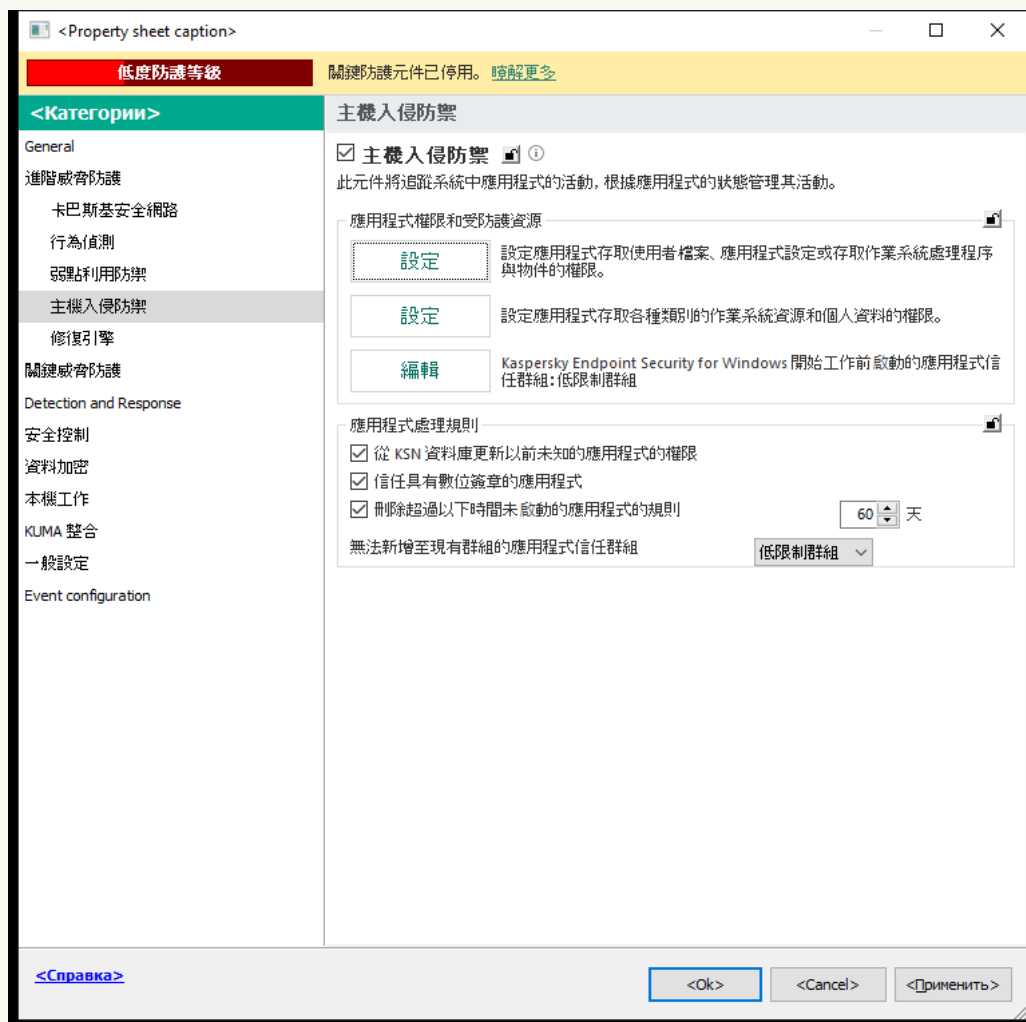 <Property sheet caption>
低度防護等級
關鍵防護元件已停用。 瞭解更多
<Категории>
主機入侵防禦
General
進階威脅防護
卡巴斯基安全網路
行為偵測
弱點利用防禦
主機入侵防禦
修復引擎
關鍵威脅防護
Detection and Response
安全控制
資料加密
本機工作
KUMA 整合
一般設定
Event configuration
主機入侵防禦
此元件將追蹤系統中應用程式的活動, 根據應用程式的狀態管理其活動。
應用程式權限和受防護資源
設定
設定應用程式存取使用者檔案、應用程式設定或存取作業系統處理程序
與物件的權限。
設定
設定應用程式存取各種類別的作業系統資源和個人資料的權限。
編輯
Kaspersky Endpoint Security for Windows 開始工作前啟動的應用程式信
任群組: 低限制群組
應用程式處理規則
從 KSN 資料庫更新以前未知的應用程式的權限
信任具有數位簽章的應用程式
刪除超過以下時間未啟動的應用程式的規則
60 天
無法新增至現有群組的應用程式信任群組
低限制群組
<Справка>
<Ok>
<Cancel>
<Применить>